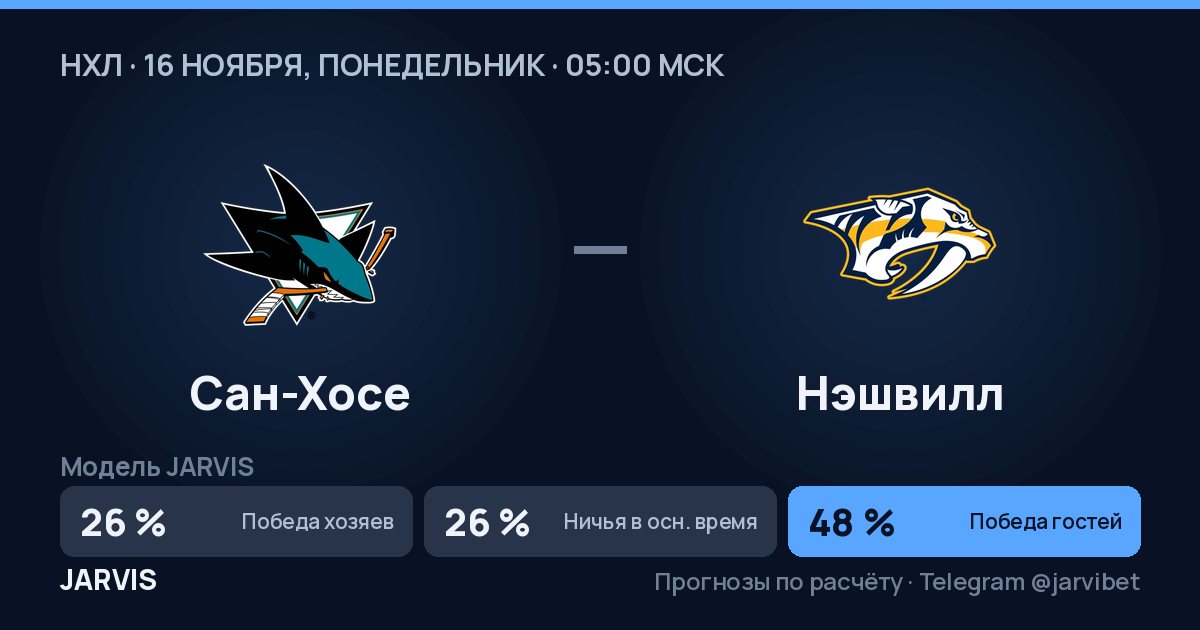 НХЛ · 16 НОЯБРЯ, ПОНЕДЕЛЬНИК · 05:00 МСК
Сан-Хосе — Нэшвилл
Модель JARVIS
26 % Победа хозяев 26 % Ничья в осн. время 48 % Победа гостей
JARVIS Прогнозы по расчёту · Telegram @jarvibet